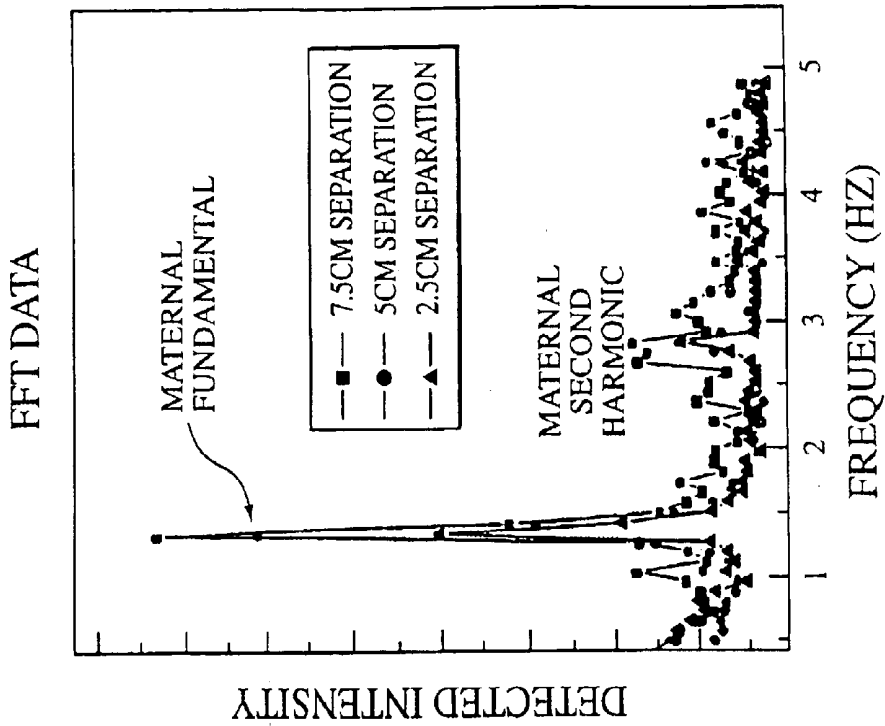 FFT DATA
MATERNAL
FUNDAMENTAL
7.5CM SEPARATION
5CM SEPARATION
2.5CM SEPARATION
MATERNAL
SECOND
HARMONIC
DETECTED INTENSITY
1 2 3 4 5
FREQUENCY (HZ)